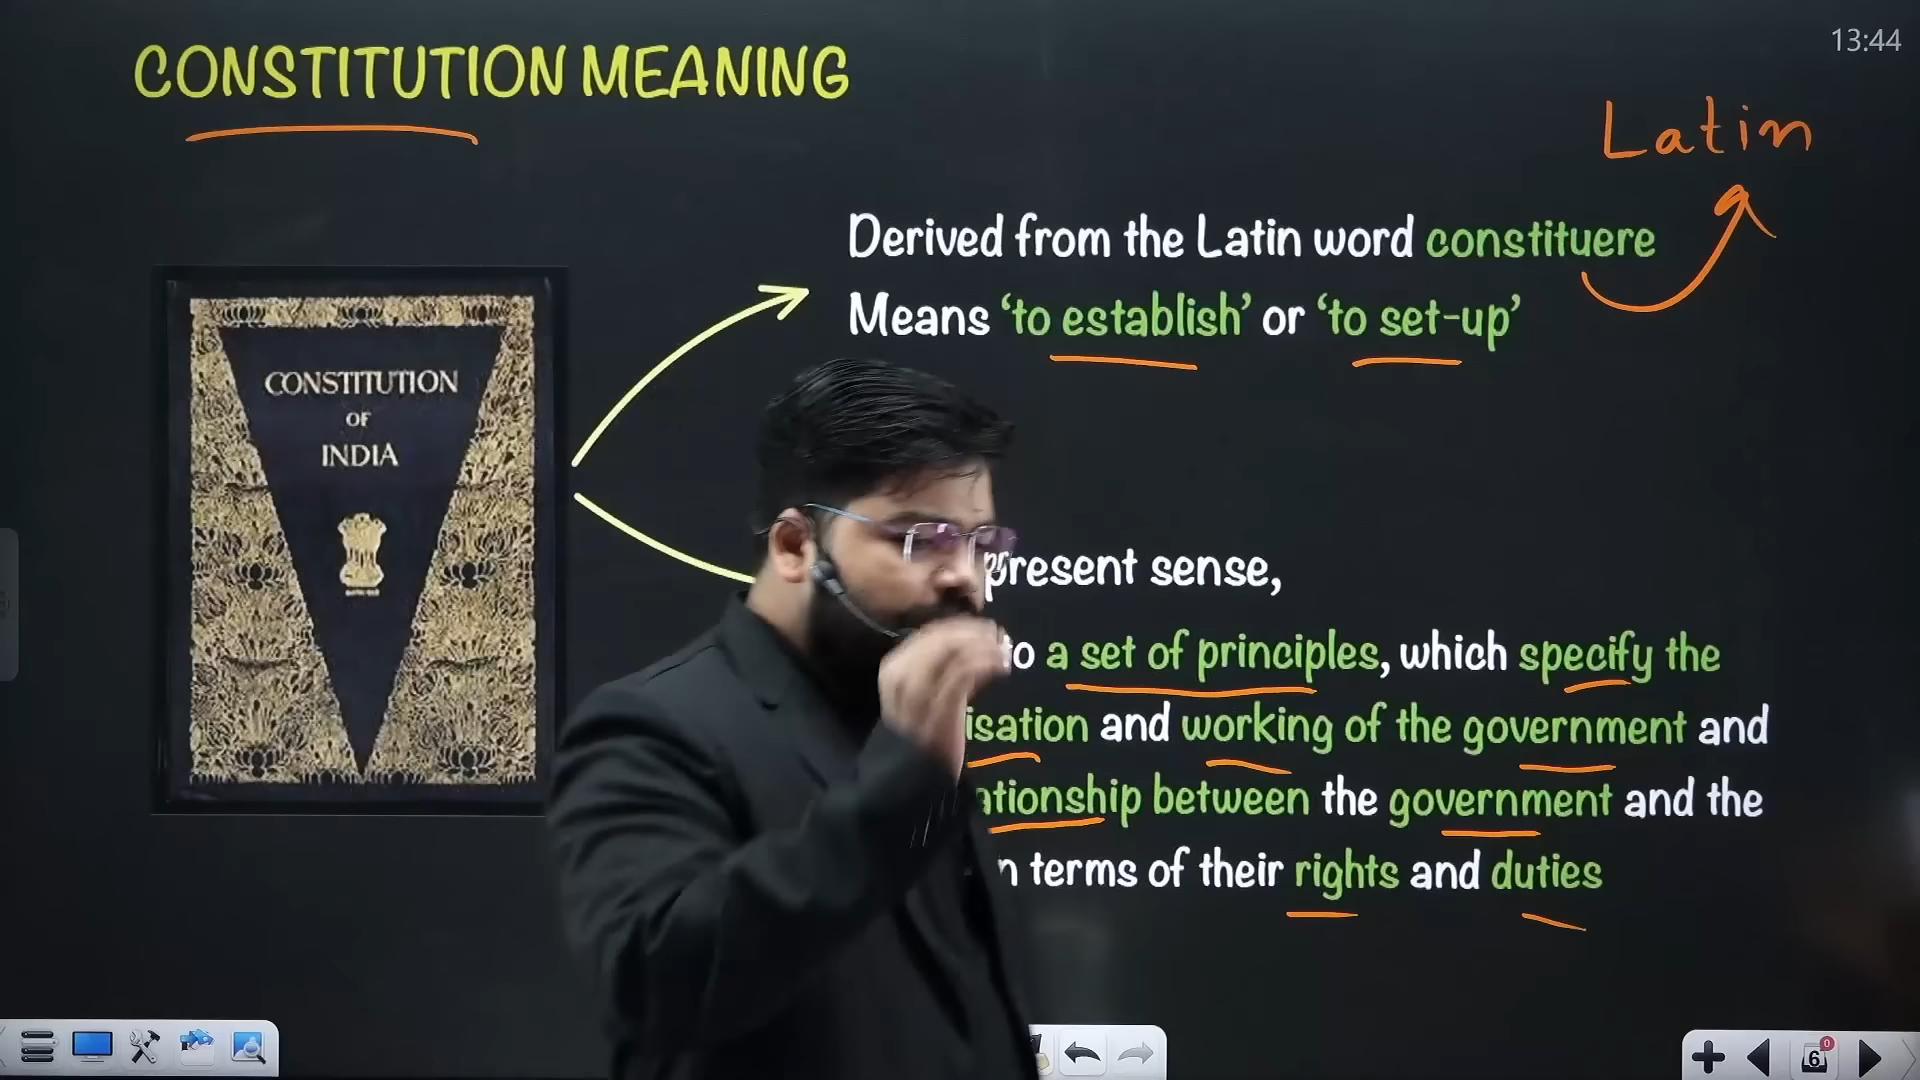 CONSTITUTION MEANING
13:44
Latin
Derived from the Latin word constituere
Means ‘to establish’ or ‘to set-up’
CONSTITUTION
OF
INDIA
present sense,
to a set of principles, which specify the
isation and working of the government and
ationship between the government and the
n terms of their rights and duties
6
0